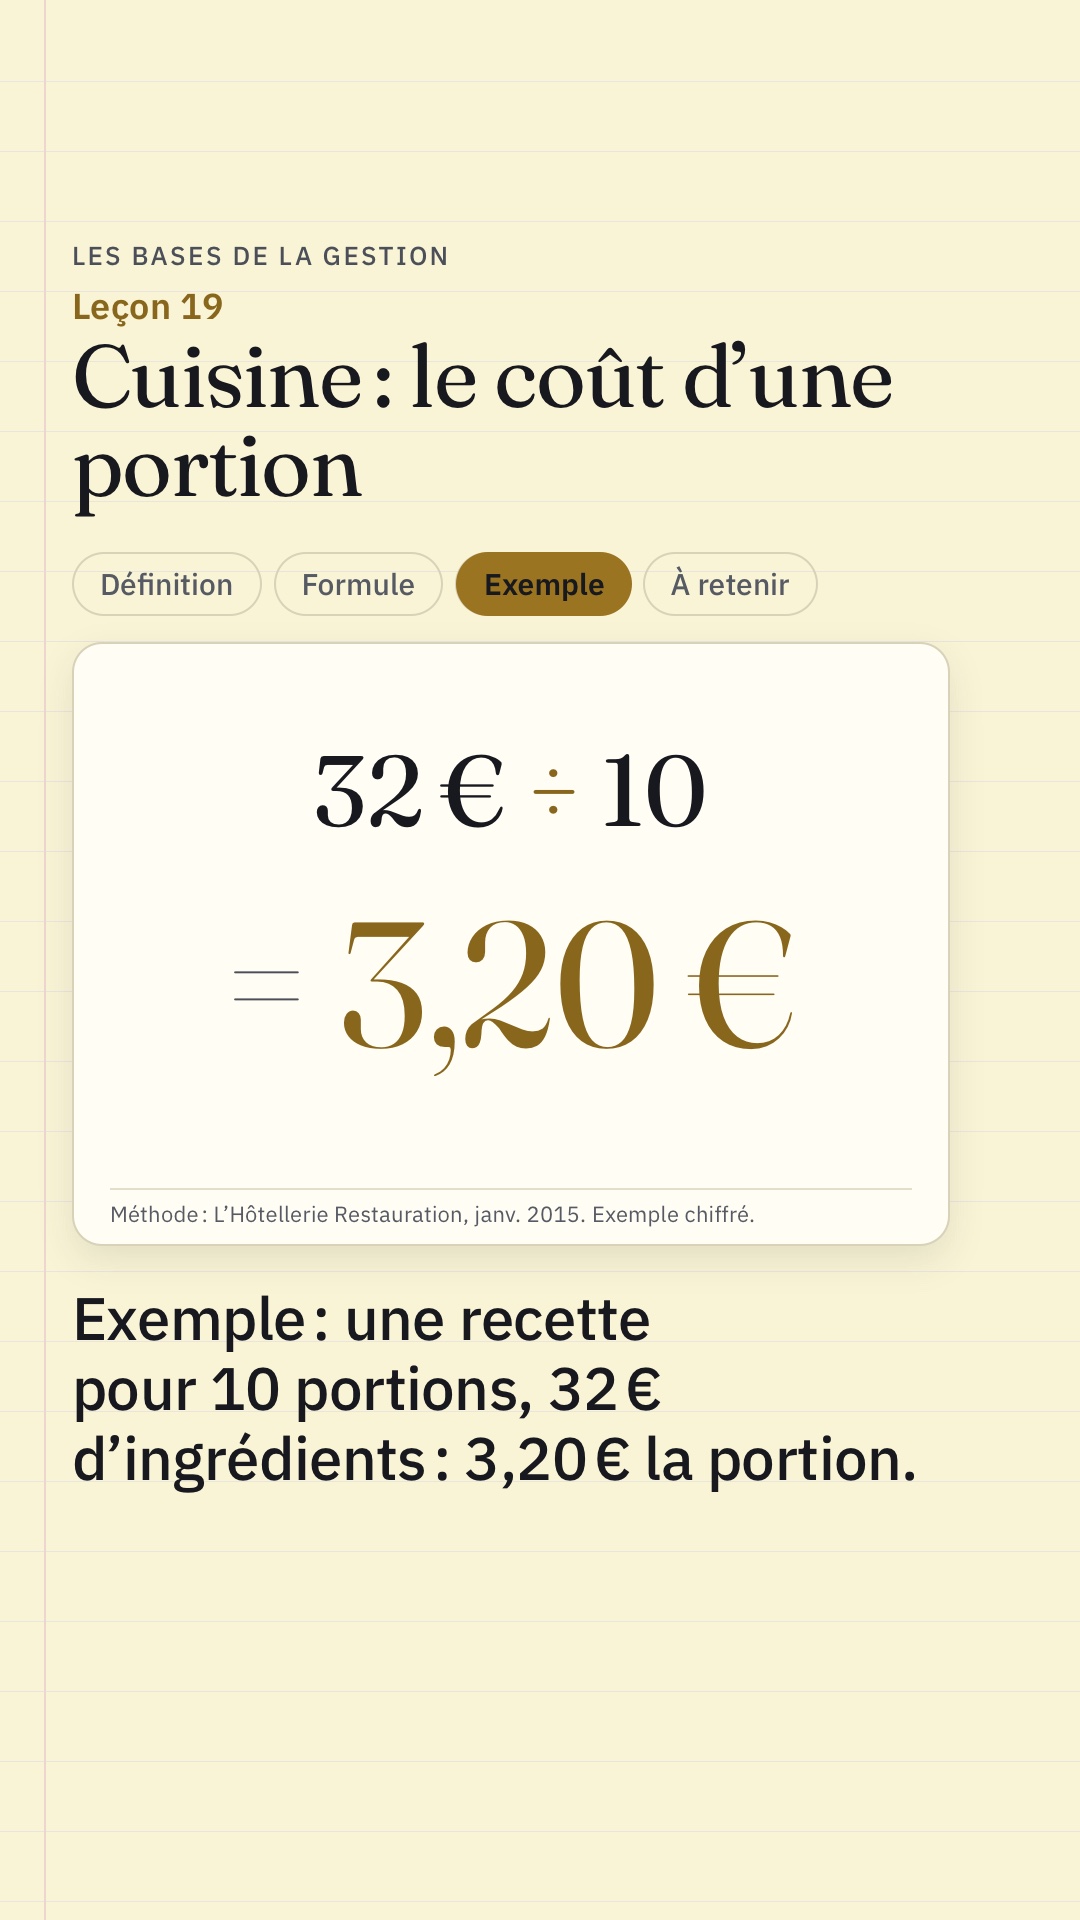 LES BASES DE LA GESTION
Leçon 19
Cuisine : le coût d’une
portion
Définition
Formule
Exemple
À retenir
32 € ÷ 10
= 3,20 €
Méthode : L’Hôtellerie Restauration, janv. 2015. Exemple chiffré.
Exemple : une recette
pour 10 portions, 32 €
d’ingrédients : 3,20 € la portion.